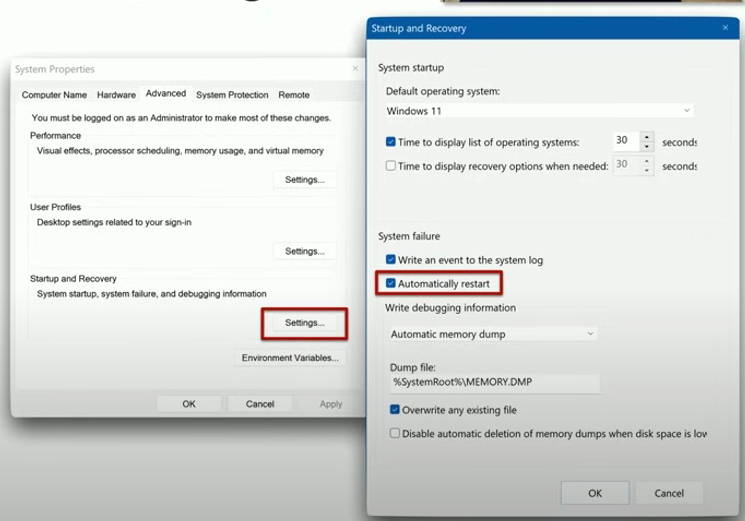 System Properties
Computer Name Hardware Advanced System Protection Remote
You must be logged on as an Administrator to make most of these changes.
Performance
Visual effects, processor scheduling, memory usage, and virtual memory
Settings...
User Profiles
Desktop settings related to your sign-in
Settings...
Startup and Recovery
System startup, system failure, and debugging information
Settings...
Environment Variables...
OK Cancel Apply
Startup and Recovery
System startup
Default operating system:
Windows 11
Time to display list of operating systems: 30 seconds
Time to display recovery options when needed: 30 seconds
System failure
Write an event to the system log
Automatically restart
Write debugging information
Automatic memory dump
Dump file:
%SystemRoot%\MEMORY.DMP
Overwrite any existing file
Disable automatic deletion of memory dumps when disk space is low
OK Cancel